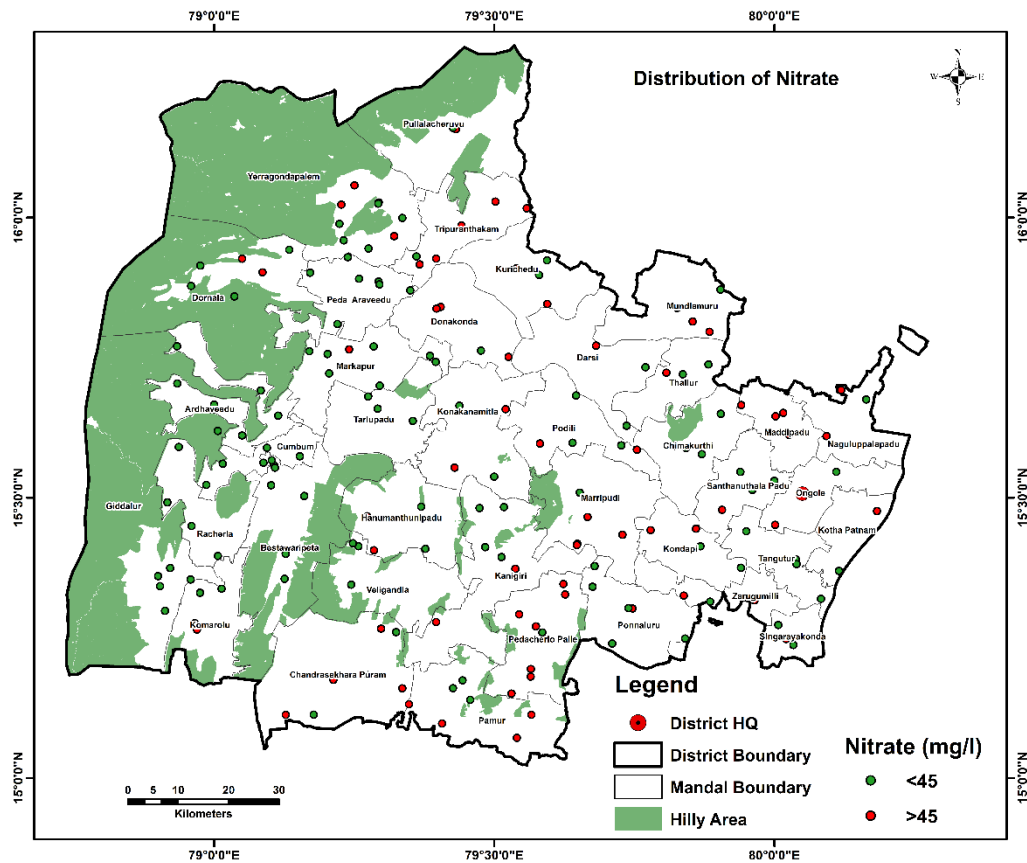 79°0'0"E 79°30'0"E 80°0'0"E
Distribution of Nitrate
N
W E
S
Pullalacheruvu
Yerragondapalem
16°0'0"N 16°0'0"N
Tripuranthakam
Kurichedu
Dornala
Peda Araveedu
Mundlamuru
Donakonda
Darsi
Markapur
Thallur
Ardhaveedu
Tarlupadu
Konakanamitla
Podili
Maddipadu
Cumbum
Chimakurthi
Naguluppalapadu
Santhanuthala Padu
Ongole
15°30'0"N 15°30'0"N
Giddalur
Marripudi
Hanumanthunipadu
Kotha Patnam
Racherla
Bestawaripeta
Kondapi
Tangutur
Kanigiri
Veligandla
Zarugumilli
Ponnaluru
Komarolu
Pedacherlo Palle
Singarayakonda
Chandrasekhara Puram
Pamur
Legend
District HQ
District Boundary
Mandal Boundary
Hilly Area
Nitrate (mg/l)
<45
>45
15°0'0"N 15°0'0"N
0 5 10 20 30
Kilometers
79°0'0"E 79°30'0"E 80°0'0"E